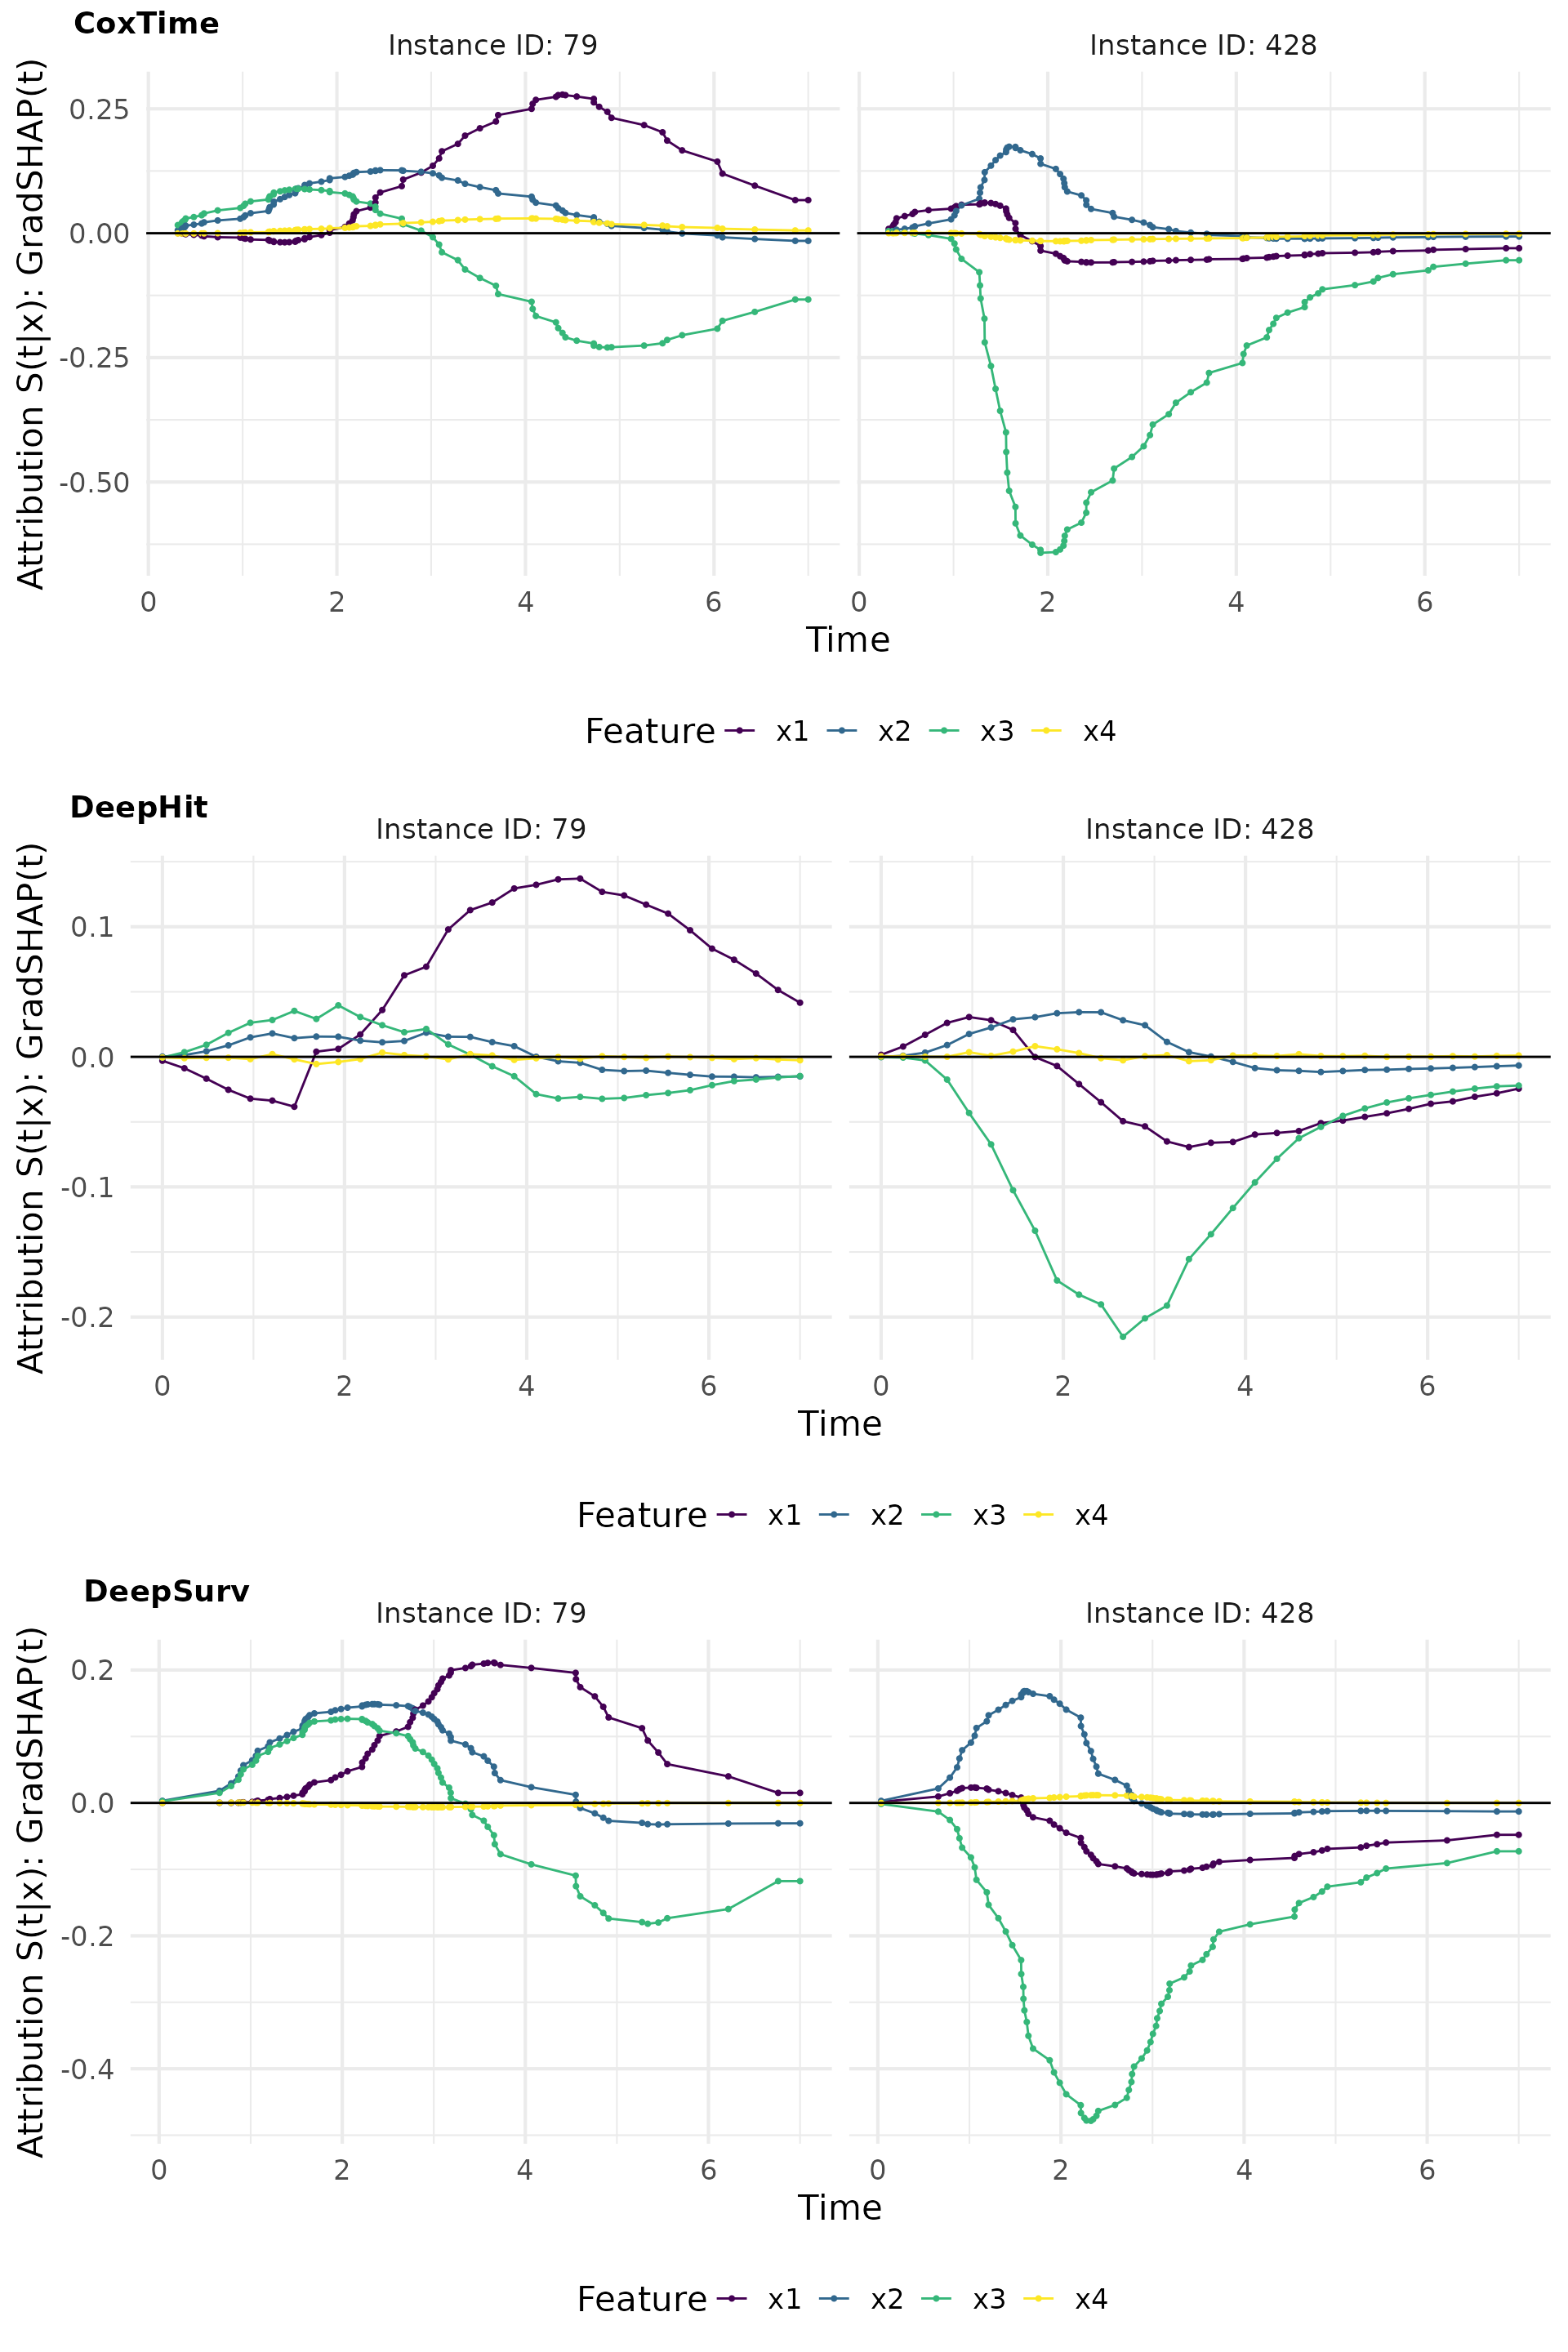 CoxTime
Instance ID: 79 Instance ID: 428
Attribution S(t|x): GradSHAP(t)
0.25
0.00
-0.25
-0.50
0 2 4 6 0 2 4 6
Time
Feature x1 x2 x3 x4
DeepHit
Instance ID: 79 Instance ID: 428
Attribution S(t|x): GradSHAP(t)
0.1
0.0
-0.1
-0.2
0 2 4 6 0 2 4 6
Time
Feature x1 x2 x3 x4
DeepSurv
Instance ID: 79 Instance ID: 428
Attribution S(t|x): GradSHAP(t)
0.2
0.0
-0.2
-0.4
0 2 4 6 0 2 4 6
Time
Feature x1 x2 x3 x4